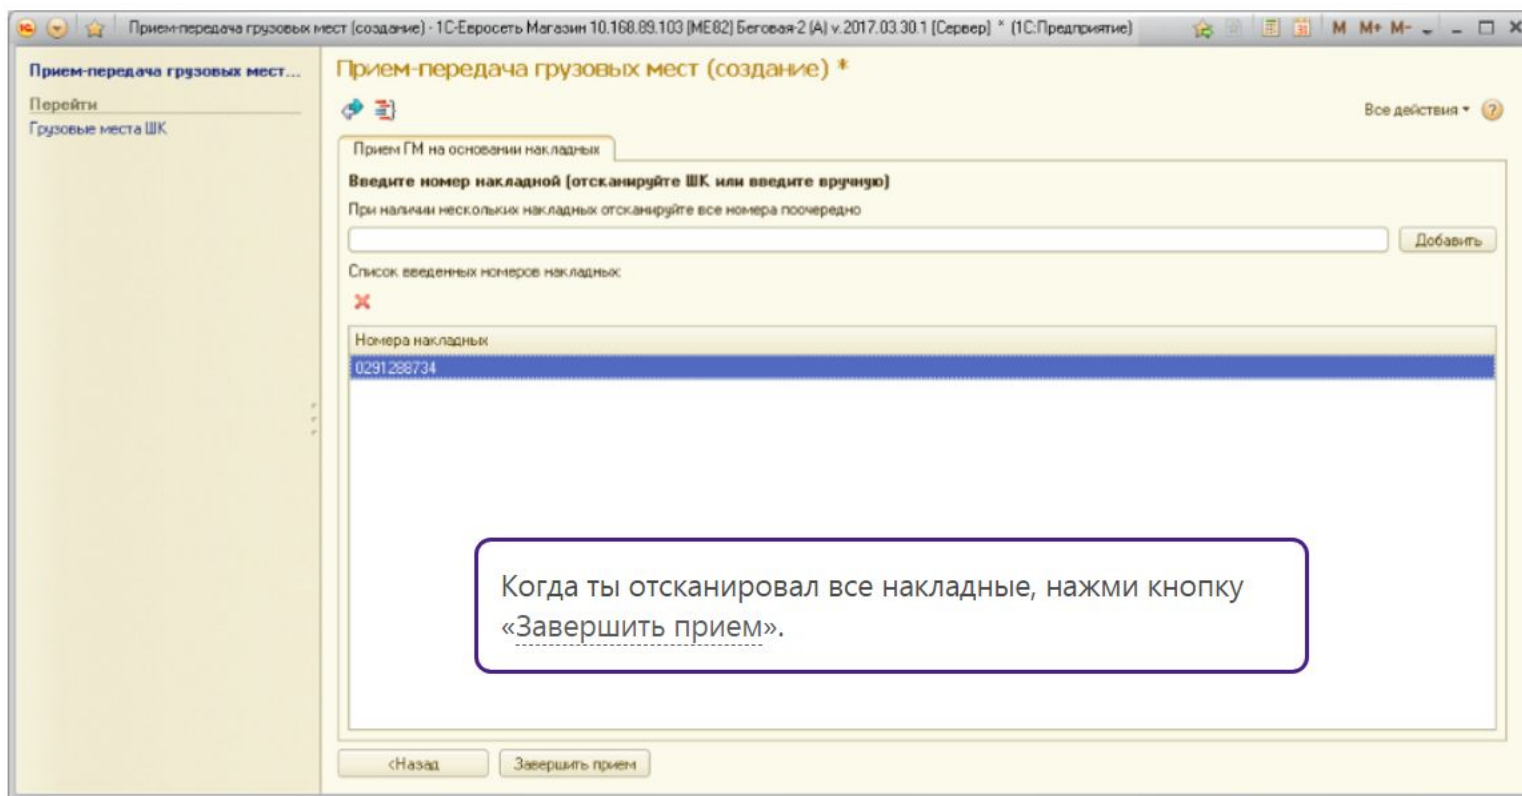 Прием-передача грузовых мест (создание) - 1С-Евросеть Магазин 10.168.89.103 [ME82] Беговая-2 (А) v.2017.03.30.1 [Сервер] * (1С:Предприятие)
M M+ M-
Прием-передача грузовых мест...
Перейти
Грузовые места ШК
Прием-передача грузовых мест (создание) *
Все действия
Прием ГМ на основании накладных
Введите номер накладной (отсканируйте ШК или введите вручную)
При наличии нескольких накладных отсканируйте все номера поочередно
Добавить
Список введенных номеров накладных:
Номера накладных
0291288734
Когда ты отсканировал все накладные, нажми кнопку
«Завершить прием».
<Назад
Завершить прием